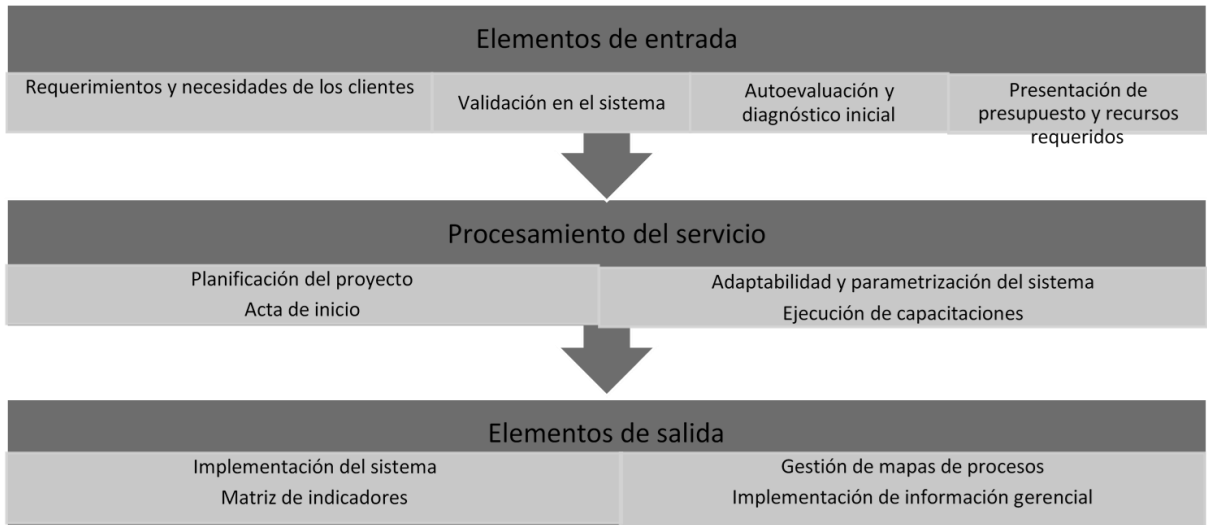 Elementos de entrada
Requerimientos y necesidades de los clientes
Validación en el sistema
Autoevaluación y
diagnóstico inicial
Presentación de
presupuesto y recursos
requeridos
Procesamiento del servicio
Planificación del proyecto
Acta de inicio
Adaptabilidad y parametrización del sistema
Ejecución de capacitaciones
Elementos de salida
Implementación del sistema
Matriz de indicadores
Gestión de mapas de procesos
Implementación de información gerencial